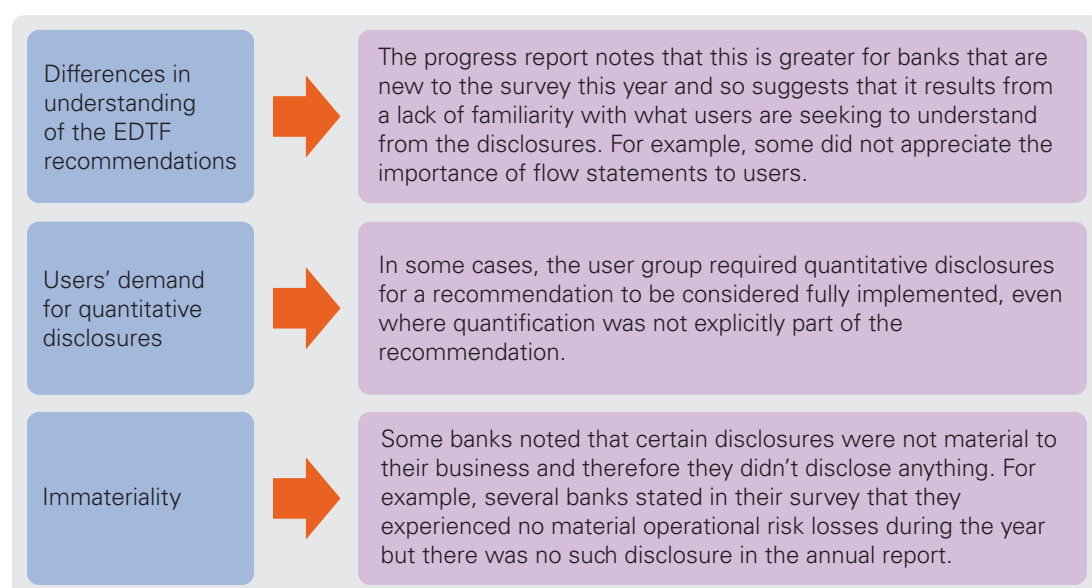 Differences in
understanding
of the EDTF
recommendations
The progress report notes that this is greater for banks that are
new to the survey this year and so suggests that it results from
a lack of familiarity with what users are seeking to understand
from the disclosures. For example, some did not appreciate the
importance of flow statements to users.
Users’ demand
for quantitative
disclosures
In some cases, the user group required quantitative disclosures
for a recommendation to be considered fully implemented, even
where quantification was not explicitly part of the
recommendation.
Immateriality
Some banks noted that certain disclosures were not material to
their business and therefore they didn’t disclose anything. For
example, several banks stated in their survey that they
experienced no material operational risk losses during the year
but there was no such disclosure in the annual report.